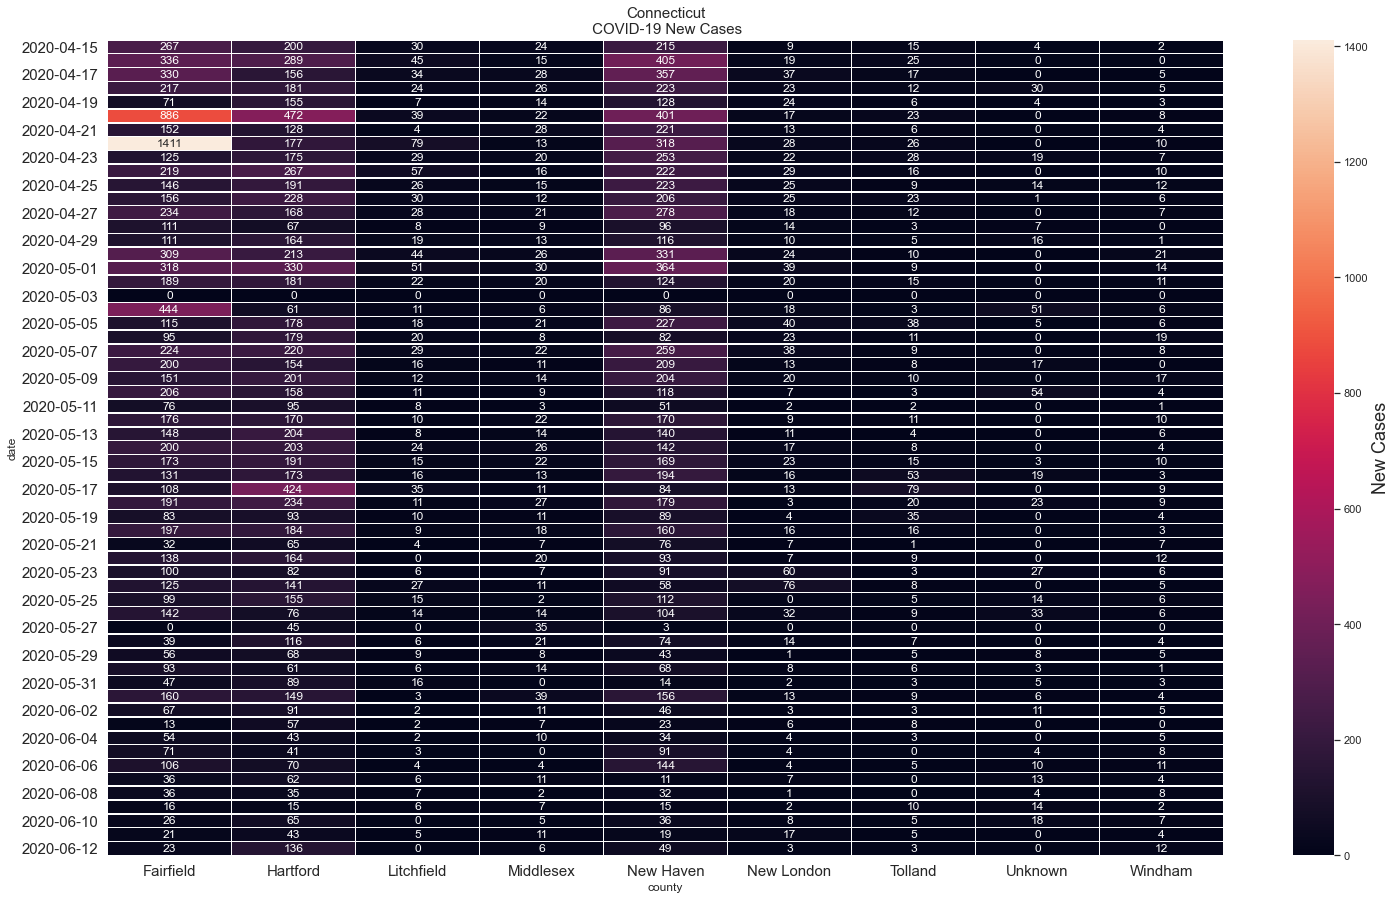 Connecticut
COVID-19 New Cases
2020-04-15 267 200 30 24 215 9 15 4 2
336 289 45 15 405 19 25 0 0
2020-04-17 330 156 34 28 357 37 17 0 5
217 181 24 26 223 23 12 30 5
2020-04-19 71 155 7 14 128 24 6 4 3
886 472 39 22 401 17 23 0 8
2020-04-21 152 128 4 28 221 13 6 0 4
1411 177 79 13 318 28 26 0 10
2020-04-23 125 175 29 20 253 22 28 19 7
219 267 57 16 222 29 16 0 10
2020-04-25 146 191 26 15 223 25 9 14 12
156 228 30 12 206 25 23 1 6
2020-04-27 234 168 28 21 278 18 12 0 7
111 67 8 9 96 14 3 7 0
2020-04-29 111 164 19 13 116 10 5 16 1
309 213 44 26 331 24 10 0 21
2020-05-01 318 330 51 30 364 39 9 0 14
189 181 22 20 124 20 15 0 11
2020-05-03 0 0 0 0 0 0 0 0 0
444 61 11 6 86 18 3 51 6
2020-05-05 115 178 18 21 227 40 38 5 6
95 179 20 8 82 23 11 0 19
2020-05-07 224 220 29 22 259 38 9 0 8
200 154 16 11 209 13 8 17 0
2020-05-09 151 201 12 14 204 20 10 0 17
206 158 11 9 118 7 3 54 4
2020-05-11 76 95 8 3 51 2 2 0 1
176 170 10 22 170 9 11 0 10
2020-05-13 148 204 8 14 140 11 4 0 6
200 203 24 26 142 17 8 0 4
2020-05-15 173 191 15 22 169 23 15 3 10
131 173 16 13 194 16 53 19 3
2020-05-17 108 424 35 11 84 13 79 0 9
191 234 11 27 179 3 20 23 9
2020-05-19 83 93 10 11 89 4 35 0 4
197 184 9 18 160 16 16 0 3
2020-05-21 32 65 4 7 76 7 1 0 7
138 164 0 20 93 7 9 0 12
2020-05-23 100 82 6 7 91 60 3 27 6
125 141 27 11 58 76 8 0 5
2020-05-25 99 155 15 2 112 0 5 14 6
142 76 14 14 104 32 9 33 6
2020-05-27 0 45 0 35 3 0 0 0 0
39 116 6 21 74 14 7 0 4
2020-05-29 56 68 9 8 43 1 5 8 5
93 61 6 14 68 8 6 3 1
2020-05-31 47 89 16 0 14 2 3 5 3
160 149 3 39 156 13 9 6 4
2020-06-02 67 91 2 11 46 3 3 11 5
13 57 2 7 23 6 8 0 0
2020-06-04 54 43 2 10 34 4 3 0 5
71 41 3 0 91 4 0 4 8
2020-06-06 106 70 4 4 144 4 5 10 11
36 62 6 11 11 7 0 13 4
2020-06-08 36 35 7 2 32 1 0 4 8
16 15 6 7 15 2 10 14 2
2020-06-10 26 65 0 5 36 8 5 18 7
21 43 5 11 19 17 5 0 4
2020-06-12 23 136 0 6 49 3 3 0 12
Fairfield Hartford Litchfield Middlesex New Haven New London Tolland Unknown Windham
county
date
1400
1200
1000
800
600
400
200
0
New Cases